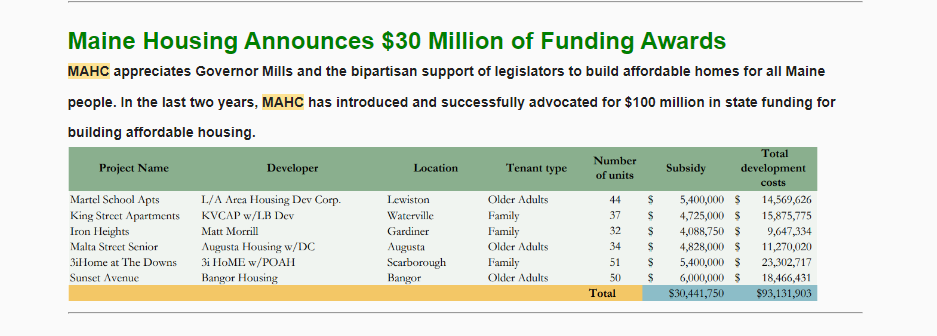 Maine Housing Announces $30 Million of Funding Awards
MAHC appreciates Governor Mills and the bipartisan support of legislators to build affordable homes for all Maine
people. In the last two years, MAHC has introduced and successfully advocated for $100 million in state funding for
building affordable housing.
Project Name Developer Location Tenant type Number of units Subsidy Total development costs
Martel School Apts L/A Area Housing Dev Corp. Lewiston Older Adults 44 $ 5,400,000 $ 14,569,626
King Street Apartments KVCAP w/LB Dev Waterville Family 37 $ 4,725,000 $ 15,875,775
Iron Heights Matt Morrill Gardiner Family 32 $ 4,088,750 $ 9,647,334
Malta Street Senior Augusta Housing w/DC Augusta Older Adults 34 $ 4,828,000 $ 11,270,020
3iHome at The Downs 3i HoME w/POAH Scarborough Family 51 $ 5,400,000 $ 23,302,717
Sunset Avenue Bangor Housing Bangor Older Adults 50 $ 6,000,000 $ 18,466,431
Total $30,441,750 $93,131,903